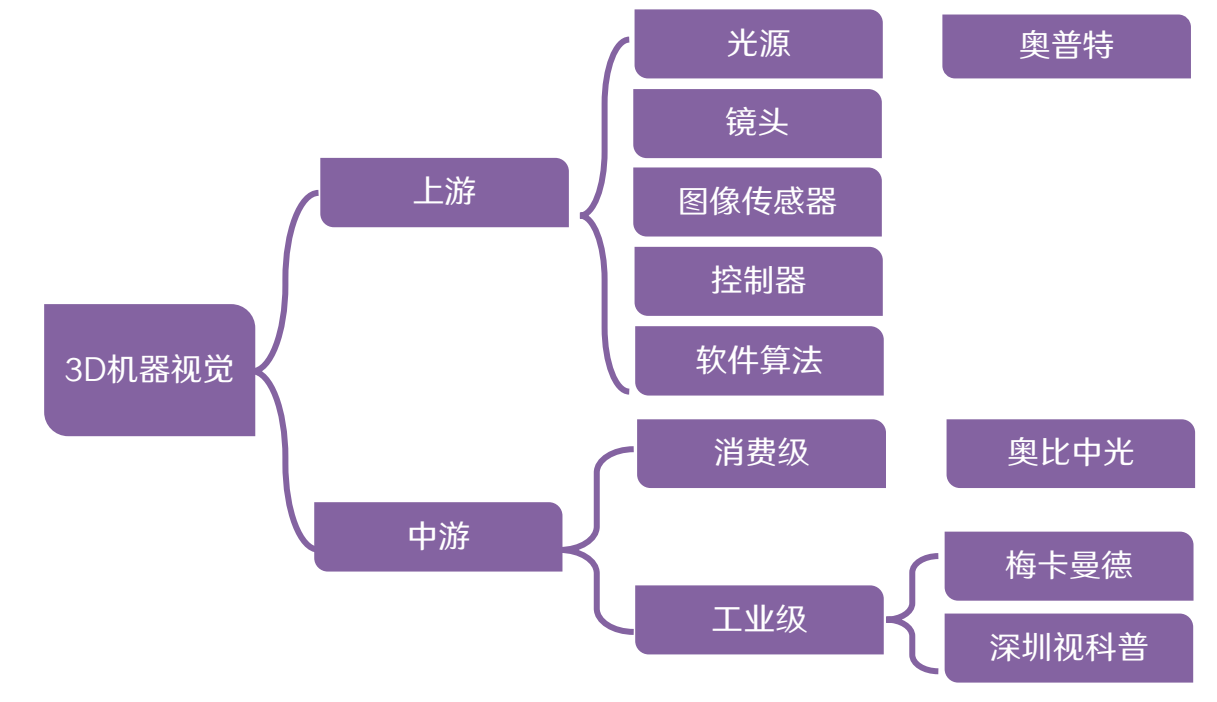 光源
奥普特
镜头
上游
图像传感器
控制器
3D机器视觉
软件算法
消费级
奥比中光
中游
梅卡曼德
工业级
深圳视科普